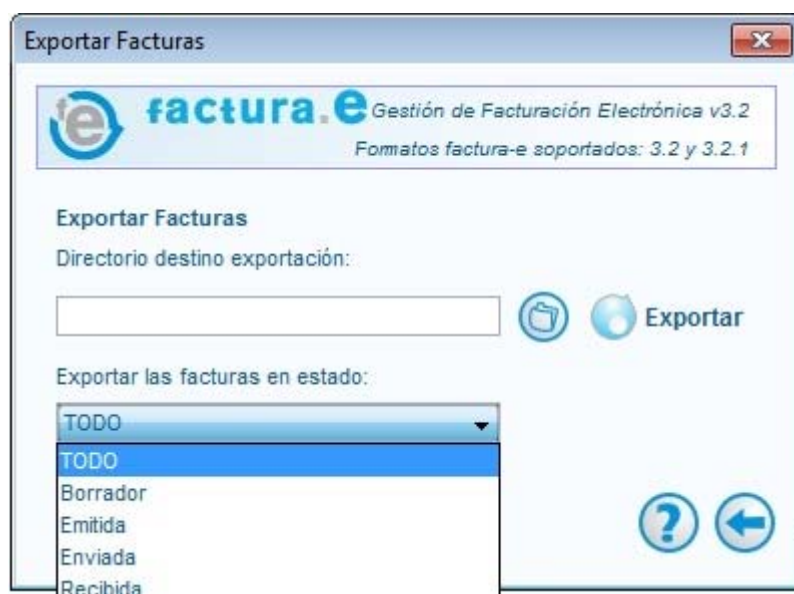 Exportar Facturas
factura.e Gestión de Facturación Electrónica v3.2
Formatos factura-e soportados: 3.2 y 3.2.1
Exportar Facturas
Directorio destino exportación:
Exportar
Exportar las facturas en estado:
TODO
TODO
Borrador
Emitida
Enviada
Recibida